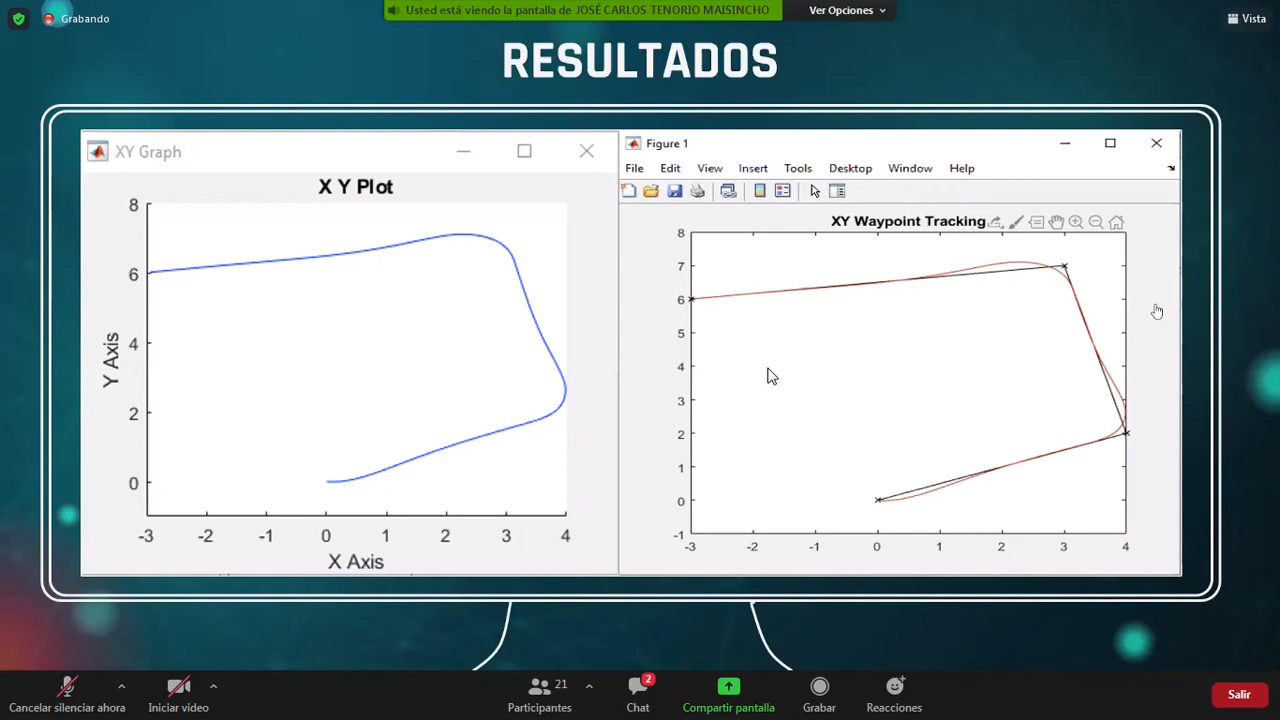 Grabando
Usted está viendo la pantalla de JOSÉ CARLOS TENORIO MAISINCHO
Ver Opciones
Vista
RESULTADOS
XY Graph
X Y Plot
8
6
4
2
0
-3 -2 -1 0 1 2 3 4
X Axis
Y Axis
Figure 1
File Edit View Insert Tools Desktop Window Help
XY Waypoint Tracking
8
7
6
5
4
3
2
1
0
-1
-3 -2 -1 0 1 2 3 4
Cancelar silenciar ahora
Iniciar video
21
Participantes
2
Chat
Compartir pantalla
Grabar
Reacciones
Salir